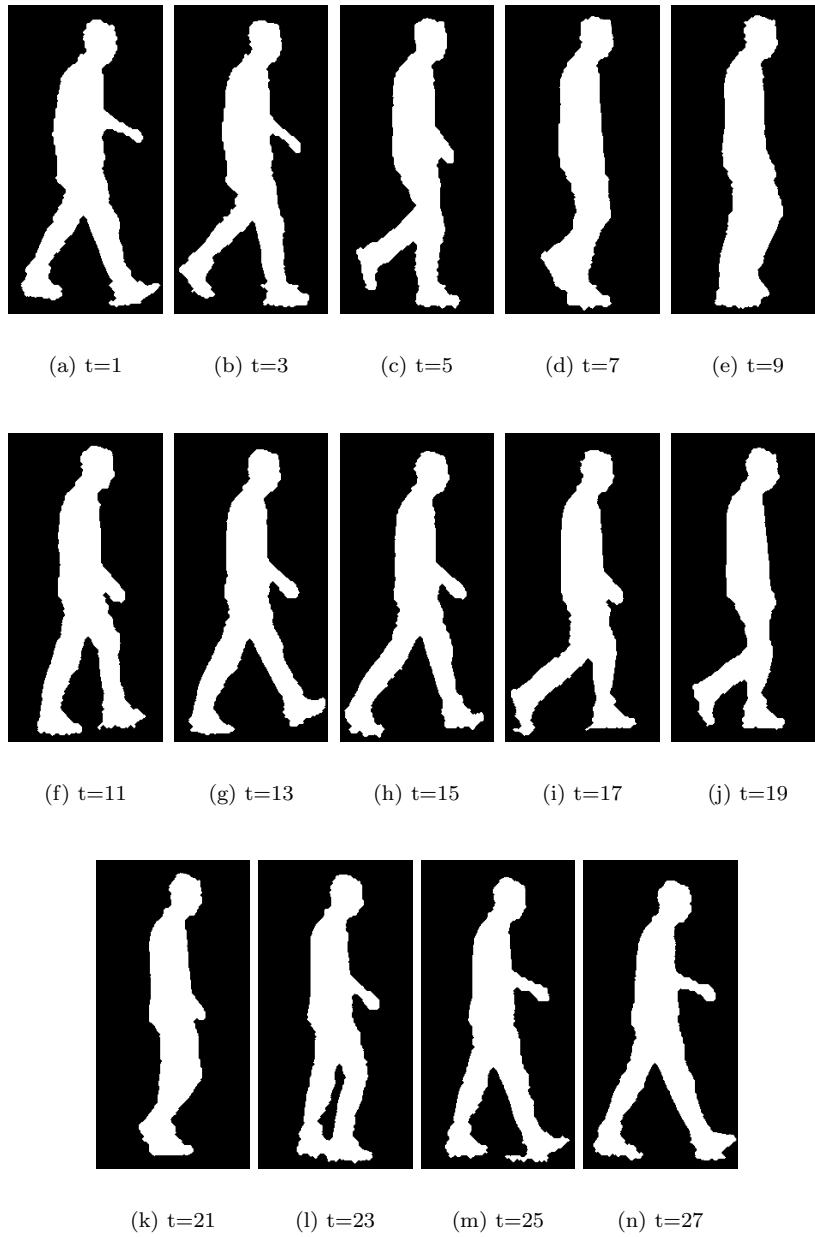 (a) t=1 (b) t=3 (c) t=5 (d) t=7 (e) t=9
(f) t=11 (g) t=13 (h) t=15 (i) t=17 (j) t=19
(k) t=21 (l) t=23 (m) t=25 (n) t=27